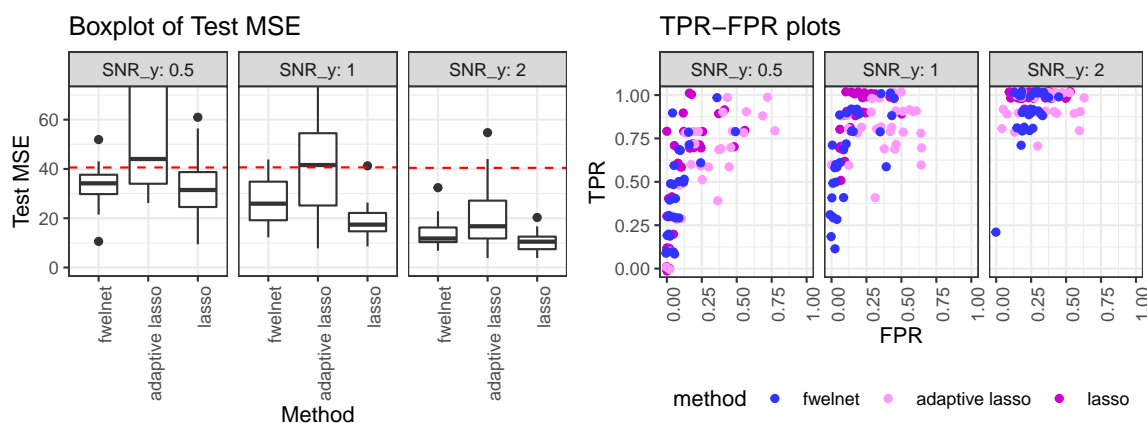 Boxplot of Test MSE
SNR_y: 0.5
SNR_y: 1
SNR_y: 2
Test MSE
60
40
20
0
fwelnet
adaptive lasso
lasso
fwelnet
adaptive lasso
lasso
fwelnet
adaptive lasso
lasso
Method
TPR−FPR plots
SNR_y: 0.5
SNR_y: 1
SNR_y: 2
TPR
1.00
0.75
0.50
0.25
0.00
0.00
0.25
0.50
0.75
1.00
0.00
0.25
0.50
0.75
1.00
0.00
0.25
0.50
0.75
1.00
FPR
method
fwelnet
adaptive lasso
lasso